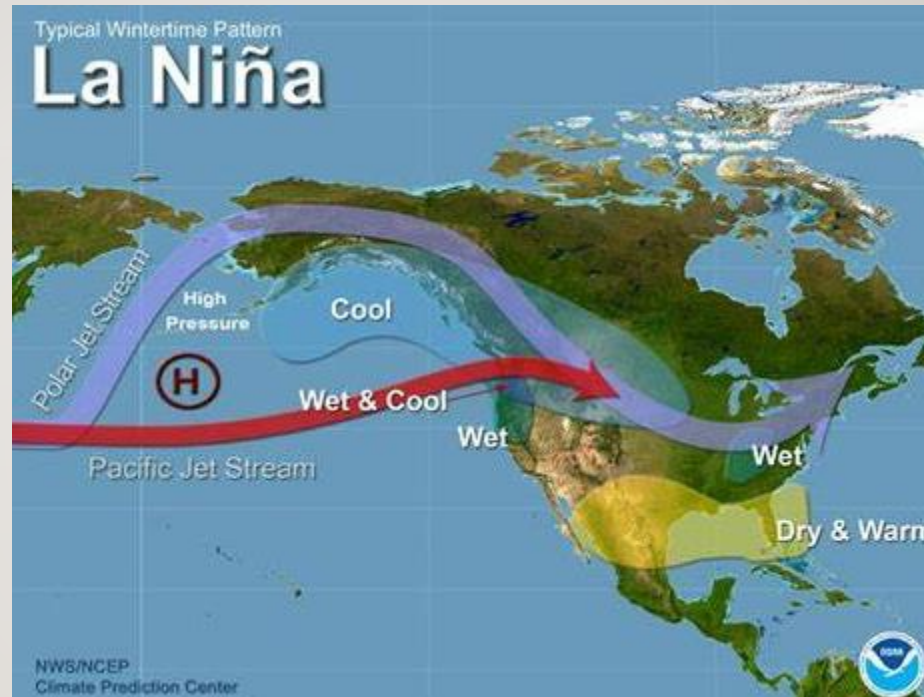 Typical Wintertime Pattern
La Niña
Polar Jet Stream
High
Pressure
H
Cool
Wet & Cool
Wet
Pacific Jet Stream
Wet
Dry & Warm
NWS/NCEP
Climate Prediction Center
NOAA